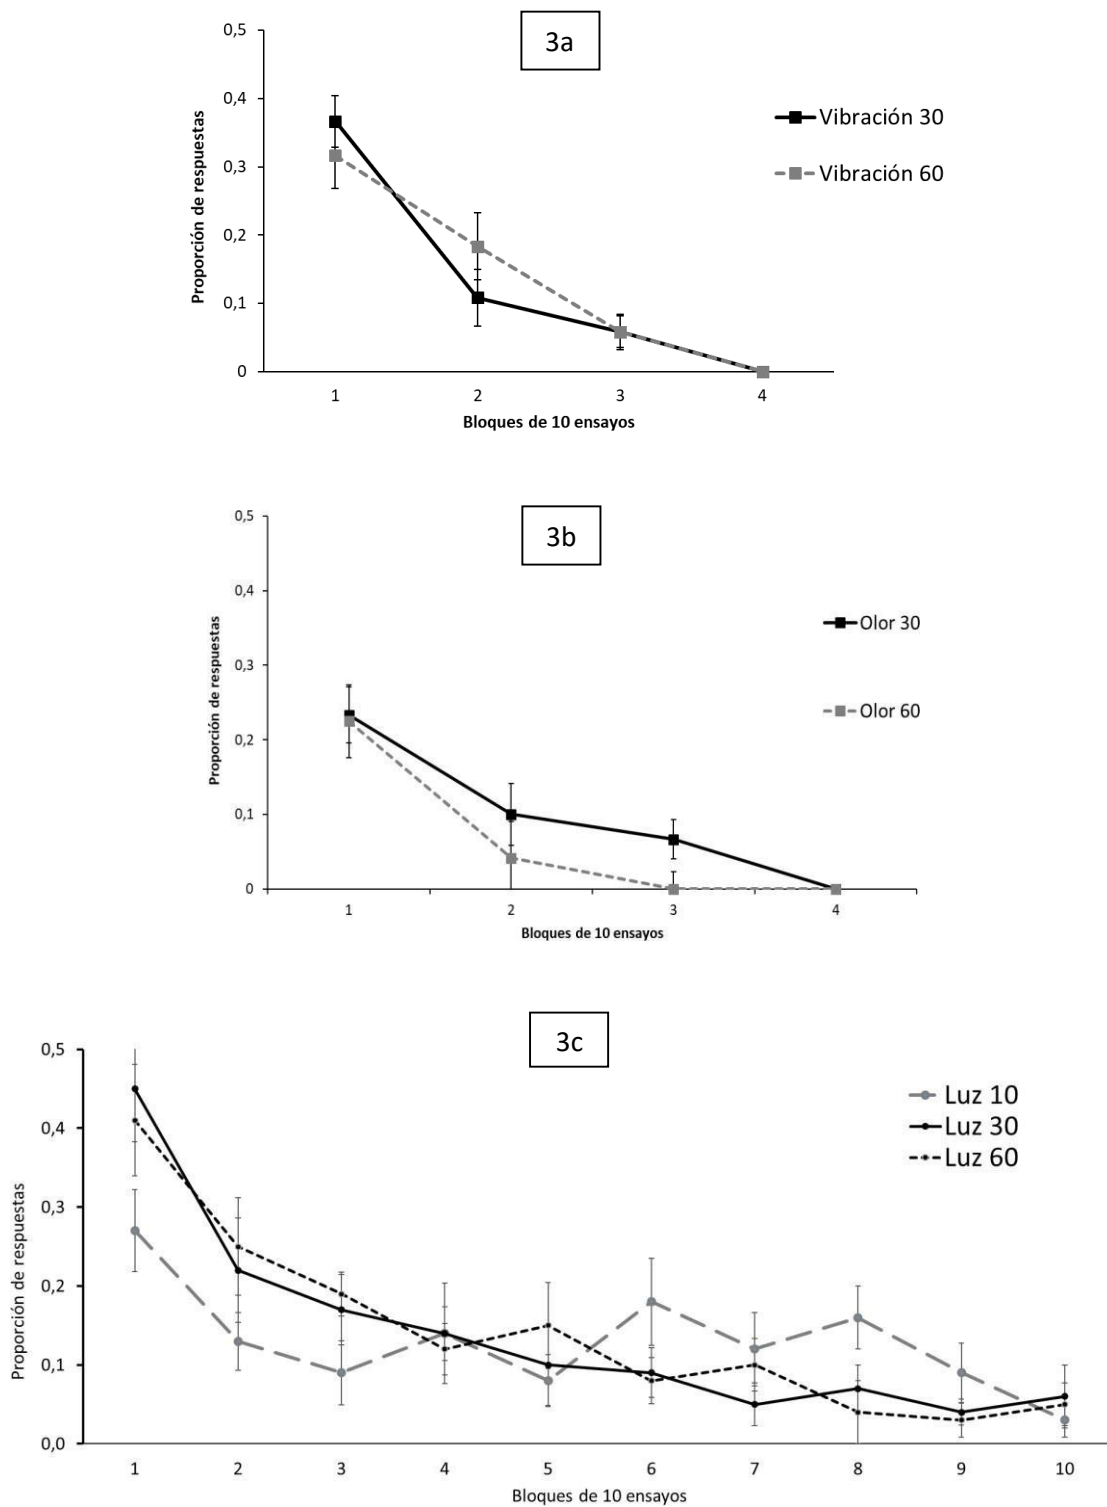 3a
0,5
0,4
0,3
0,2
0,1
0
Proporción de respuestas
1 2 3 4
Bloques de 10 ensayos
Vibración 30
Vibración 60
3b
0,5
0,4
0,3
0,2
0,1
0
Proporción de respuestas
1 2 3 4
Bloques de 10 ensayos
Olor 30
Olor 60
3c
0,5
0,4
0,3
0,2
0,1
0,0
Proporción de respuestas
1 2 3 4 5 6 7 8 9 10
Bloques de 10 ensayos
Luz 10
Luz 30
Luz 60